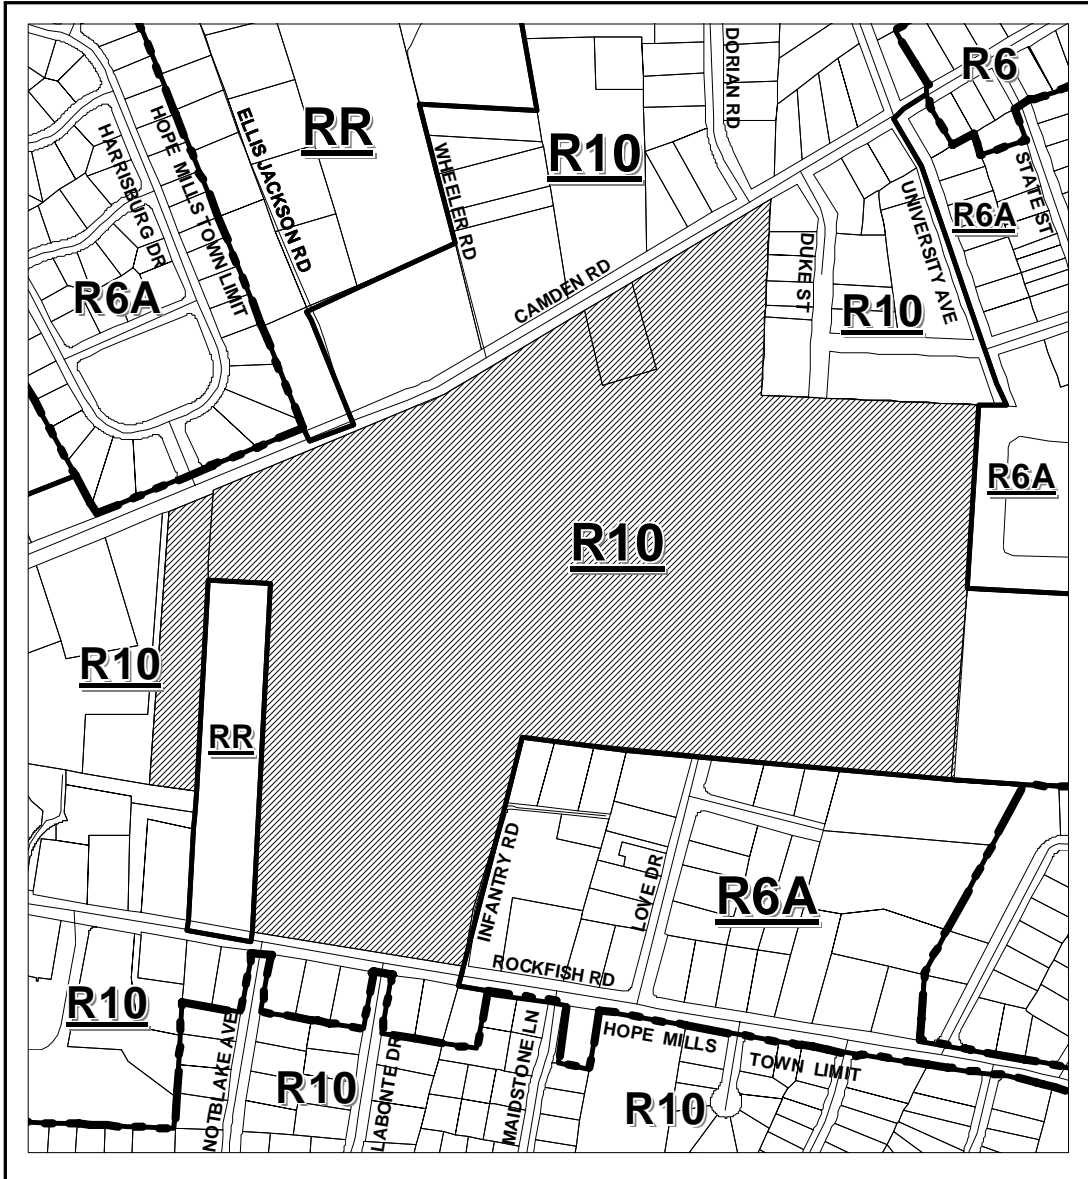 DORIAN RD
R6
RR
HOPE MILLS TOWN LIMIT
ELLIS JACKSON RD
HARRISBURG DR
WHEELER RD
R10
STATE ST
UNIVERSITY AVE
R6A
DUKE ST
CAMDEN RD
R6A
R10
R6A
R10
R10
RR
INFANTRY RD
LOVE DR
R6A
ROCKFISH RD
R10
NOTBLAKE AVE
LABONTE DR
MAIDSTONE LN
HOPE MILLS
TOWN LIMIT
R10
R10